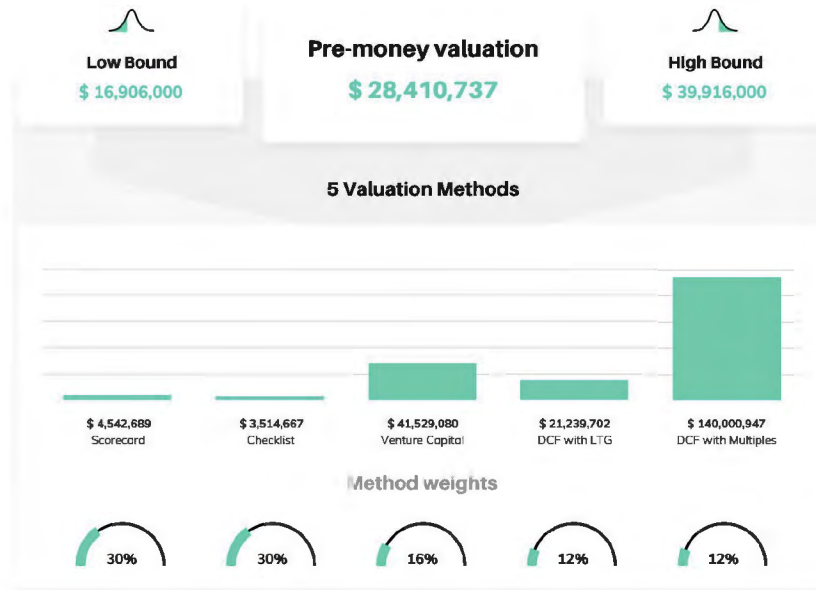 Low Bound
$ 16,906,000
Pre-money valuation
$ 28,410,737
High Bound
$ 39,916,000
5 Valuation Methods
$ 4,542,689
Scorecard
$ 3,514,667
Checklist
$ 41,529,080
Venture Capital
$ 21,239,702
DCF with LTG
$ 140,000,947
DCF with Multiples
Method weights
30%
30%
16%
12%
12%